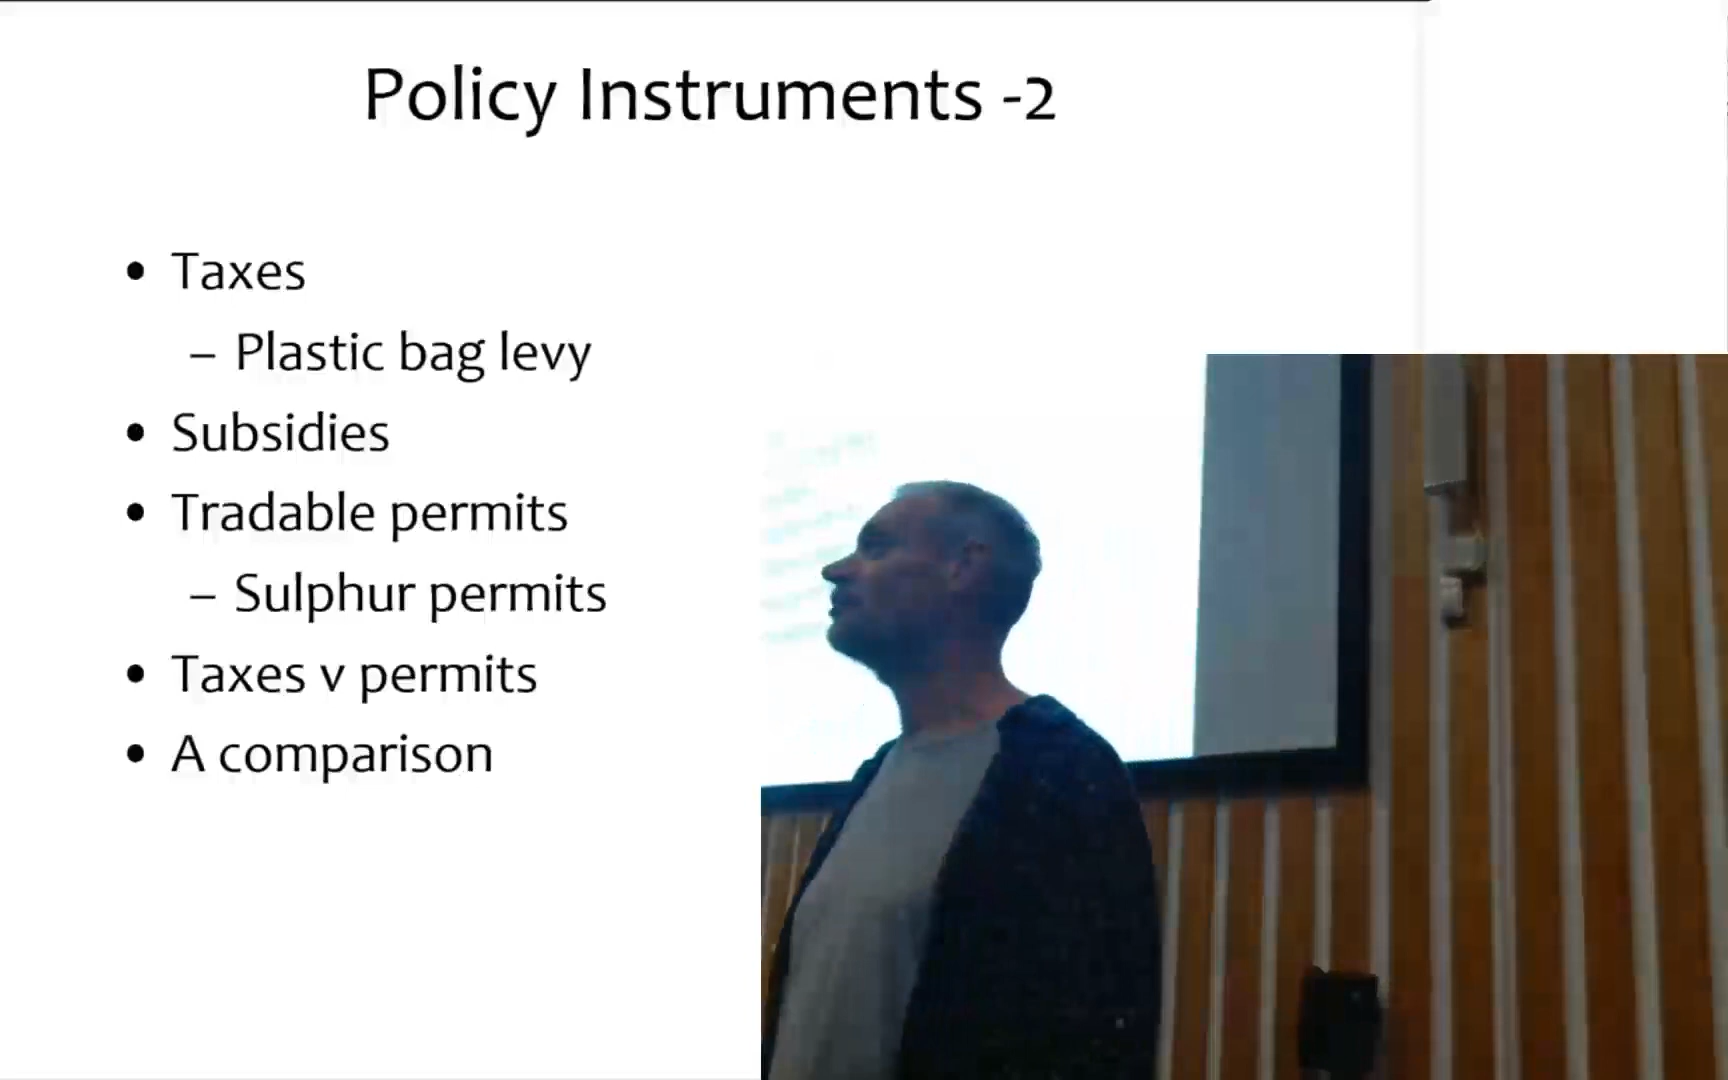 Policy Instruments -2
• Taxes
– Plastic bag levy
• Subsidies
• Tradable permits
– Sulphur permits
• Taxes v permits
• A comparison